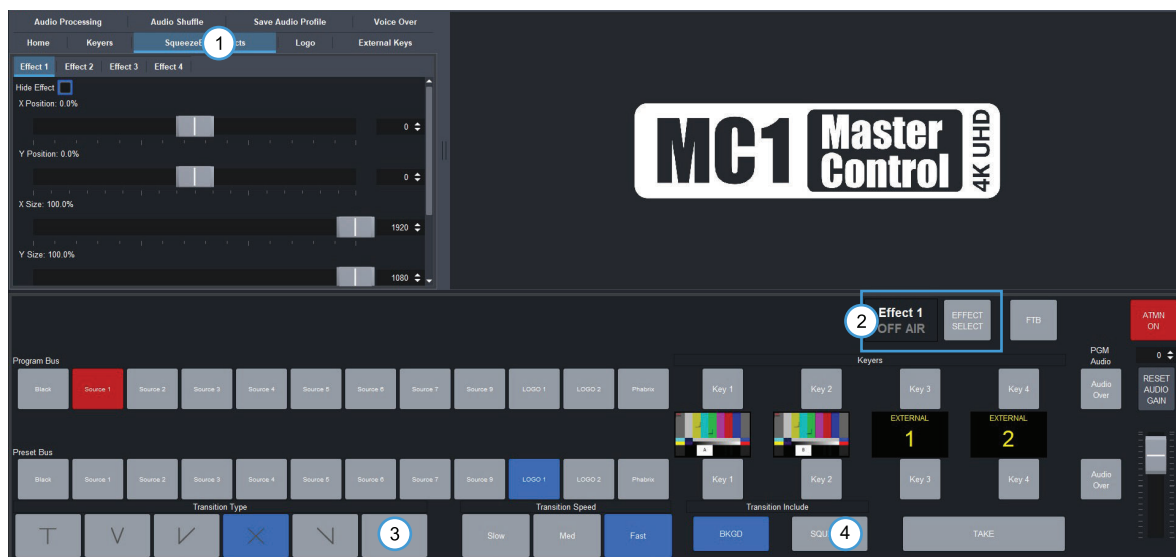 Audio Processing Audio Shuffle Save Audio Profile Voice Over
Home Keyers SqueezeB 1 cts Logo External Keys
Effect 1 Effect 2 Effect 3 Effect 4
Hide Effect
X Position: 0.0%
0
Y Position: 0.0%
0
X Size: 100.0%
1920
Y Size: 100.0%
1080
MC1 Master Control 4K UHD
2 Effect 1 OFF AIR EFFECT SELECT FTB ATMN ON
Program Bus Keyers PGM Audio 0
Black Source 1 Source 2 Source 3 Source 4 Source 5 Source 6 Source 7 Source 8 LOGO 1 LOGO 2 Phabrix Key 1 Key 2 Key 3 Key 4 Audio Over RESET AUDIO GAIN
A B EXTERNAL 1 EXTERNAL 2
Preset Bus
Black Source 1 Source 2 Source 3 Source 4 Source 5 Source 6 Source 7 Source 8 LOGO 1 LOGO 2 Phabrix Key 1 Key 2 Key 3 Key 4 Audio Over
Transition Type Transition Speed Transition Include
3 Slow Med Fast BKGD SQU 4 TAKE